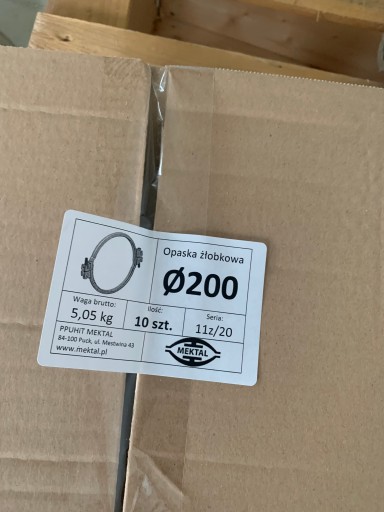 Opaska żłobkowa
Ø200
Waga brutto:
5,05 kg
Ilość:
10 szt.
Seria:
11z/20
PPUHiT MEKTAL
84-100 Puck, ul. Mestwina 43
www.mektal.pl
MEKTAL